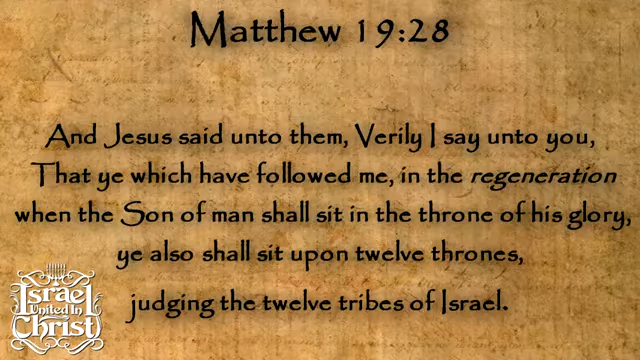 Matthew 19:28
And Jesus said unto them, Verily I say unto you,
That ye which have followed me, in the regeneration
when the Son of man shall sit in the throne of his glory,
ye also shall sit upon twelve thrones,
judging the twelve tribes of Israel.
Israel
United In
Christ